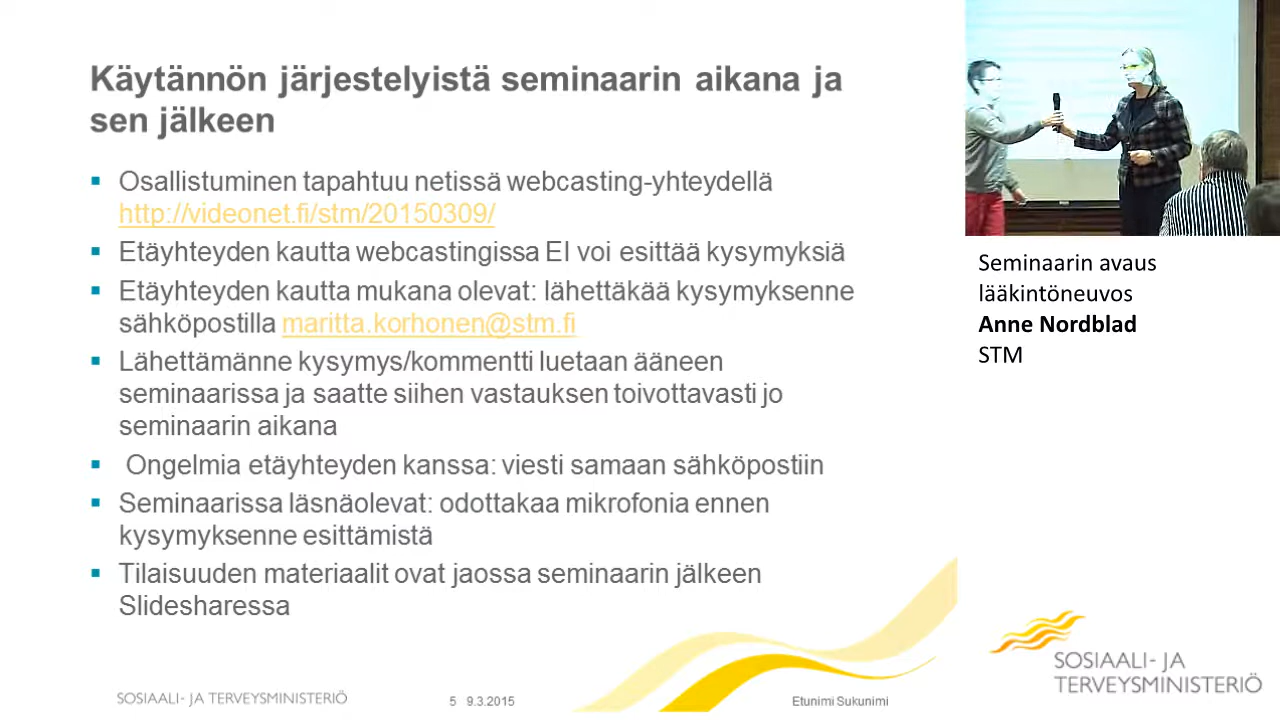 Käytännön järjestelyistä seminaarin aikana ja
sen jälkeen
Osallistuminen tapahtuu netissä webcasting-yhteydellä
http://videonet.fi/stm/20150309/
Etäyhteyden kautta webcastingissa EI voi esittää kysymyksiä
Etäyhteyden kautta mukana olevat: lähettäkää kysymyksenne
sähköpostilla maritta.korhonen@stm.fi
Lähettämänne kysymys/kommentti luetaan ääneen
seminaarissa ja saatte siihen vastauksen toivottavasti jo
seminaarin aikana
Ongelmia etäyhteyden kanssa: viesti samaan sähköpostiin
Seminaarissa läsnäolevat: odottakaa mikrofonia ennen
kysymyksenne esittämistä
Tilaisuuden materiaalit ovat jaossa seminaarin jälkeen
Slidesharessa
SOSIAALI- JA TERVEYSMINISTERIÖ
5 9.3.2015
Etunimi Sukunimi
Seminaarin avaus
lääkintöneuvos
Anne Nordblad
STM
SOSIAALI- JA
TERVEYSMINISTERIÖ